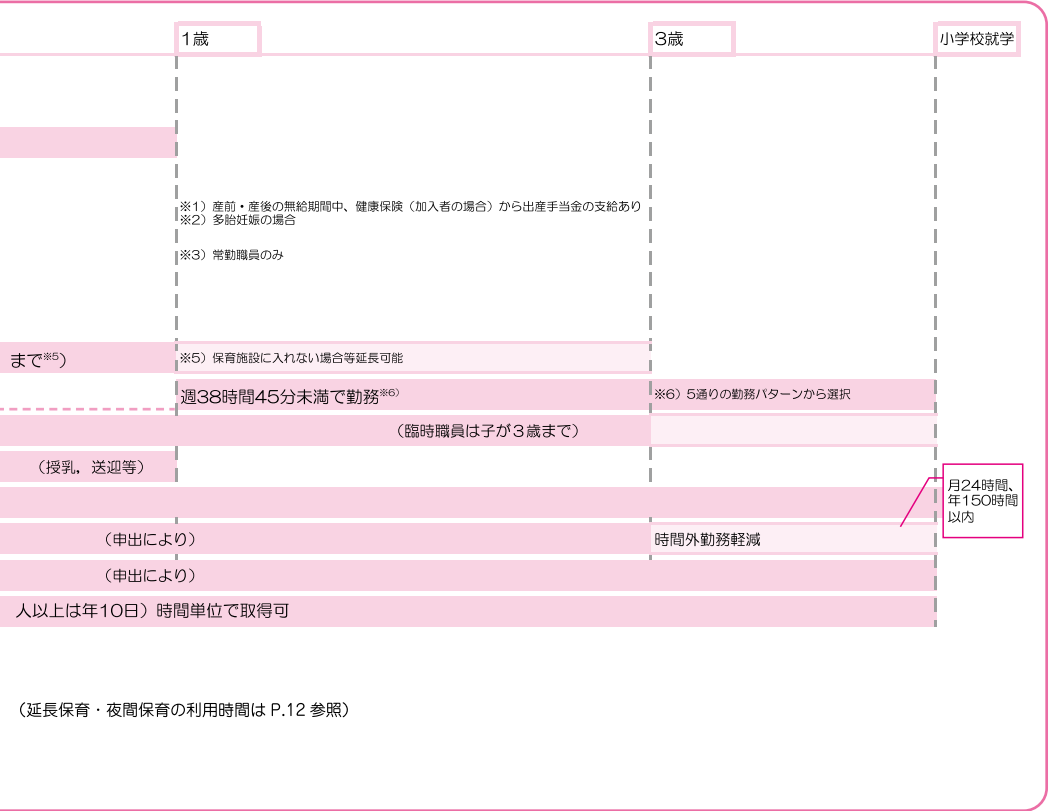 1歳
3歳
小学校就学
※1）産前・産後の無給期間中、健康保険（加入者の場合）から出産手当金の支給あり
※2）多胎妊娠の場合
※3）常勤職員のみ
まで※5）
※5）保育施設に入れない場合等延長可能
週38時間45分未満で勤務※6）
※6）5通りの勤務パターンから選択
（臨時職員は子が３歳まで）
（授乳，送迎等）
月24時間、
年150時間
以内
（申出により）
時間外勤務軽減
（申出により）
人以上は年10日）時間単位で取得可
（延長保育・夜間保育の利用時間は P.12 参照）